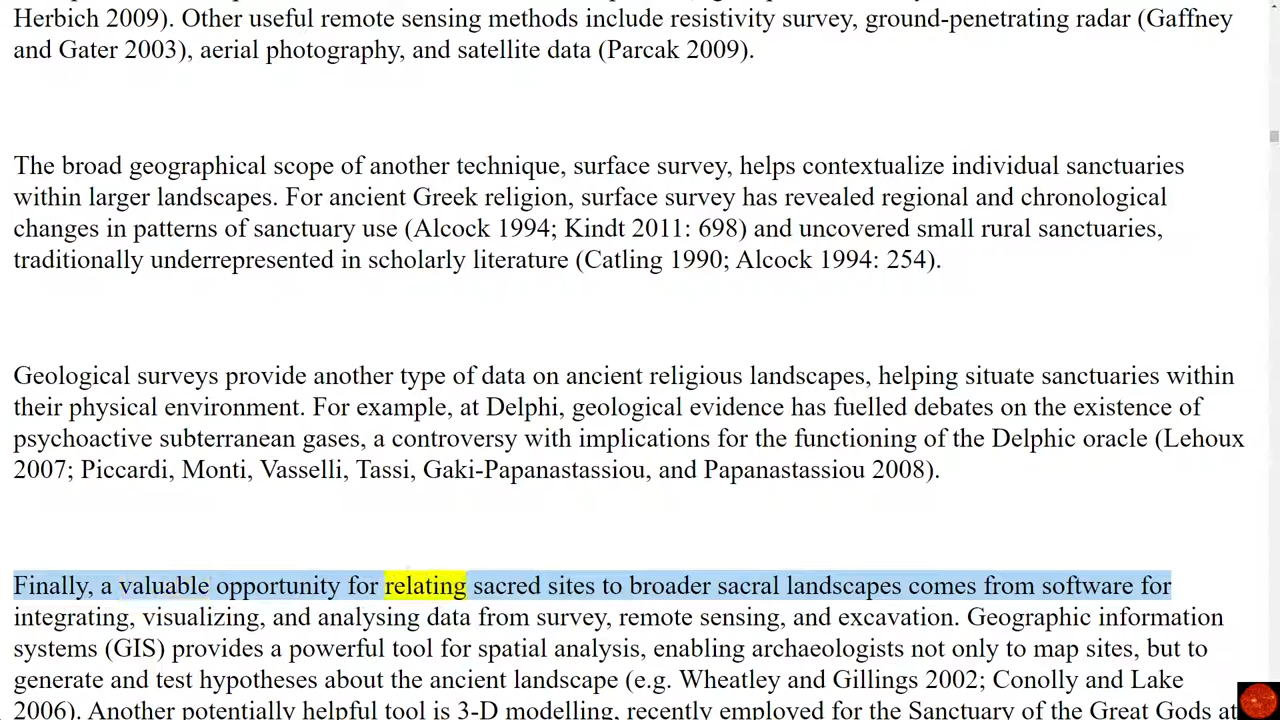 Herbich 2009). Other useful remote sensing methods include resistivity survey, ground-penetrating radar (Gaffney
and Gater 2003), aerial photography, and satellite data (Parcak 2009).
The broad geographical scope of another technique, surface survey, helps contextualize individual sanctuaries
within larger landscapes. For ancient Greek religion, surface survey has revealed regional and chronological
changes in patterns of sanctuary use (Alcock 1994; Kindt 2011: 698) and uncovered small rural sanctuaries,
traditionally underrepresented in scholarly literature (Catling 1990; Alcock 1994: 254).
Geological surveys provide another type of data on ancient religious landscapes, helping situate sanctuaries within
their physical environment. For example, at Delphi, geological evidence has fuelled debates on the existence of
psychoactive subterranean gases, a controversy with implications for the functioning of the Delphic oracle (Lehoux
2007; Piccardi, Monti, Vasselli, Tassi, Gaki-Papanastassiou, and Papanastassiou 2008).
Finally, a valuable opportunity for relating sacred sites to broader sacral landscapes comes from software for
integrating, visualizing, and analysing data from survey, remote sensing, and excavation. Geographic information
systems (GIS) provides a powerful tool for spatial analysis, enabling archaeologists not only to map sites, but to
generate and test hypotheses about the ancient landscape (e.g. Wheatley and Gillings 2002; Conolly and Lake
2006). Another potentially helpful tool is 3-D modelling, recently employed for the Sanctuary of the Great Gods at